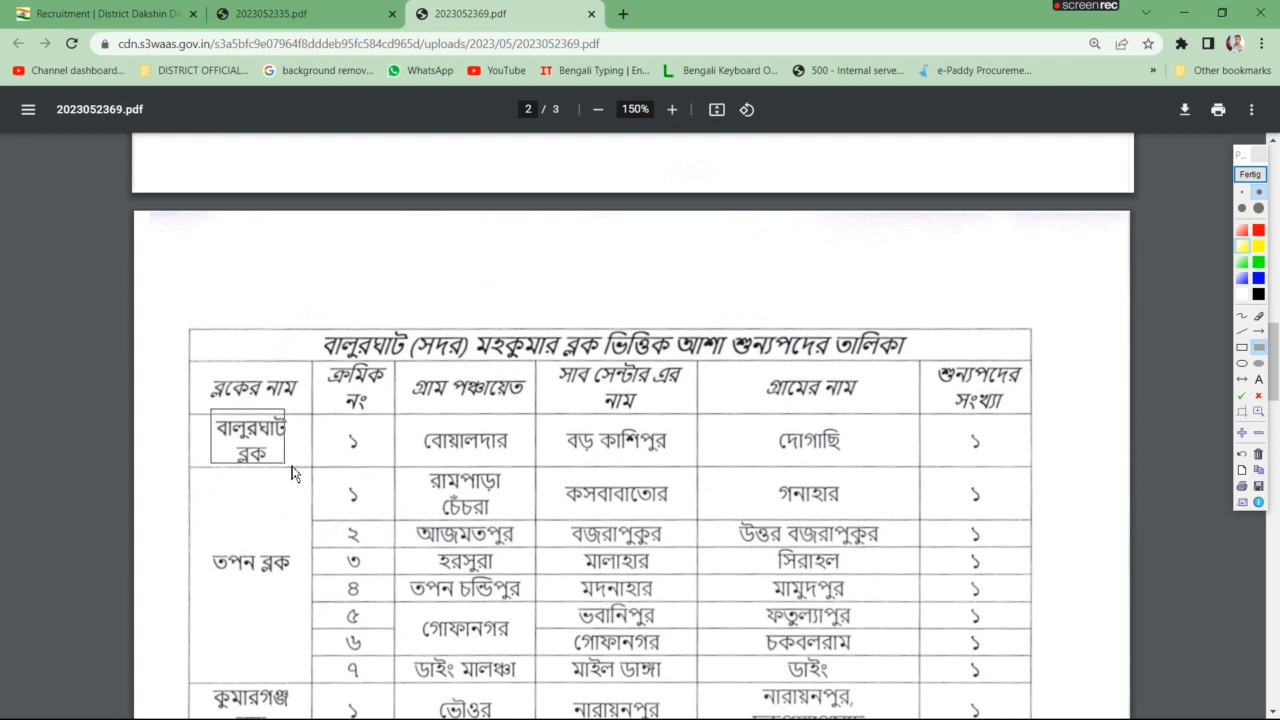 Recruitment | District Dakshin Di
2023052335.pdf
2023052369.pdf
screenrec
cdn.s3waas.gov.in/s3a5bfc9e07964f8dddeb95fc584cd965d/uploads/2023/05/2023052369.pdf
Channel dashboard...
DISTRICT OFFICIAL...
background remov...
WhatsApp
YouTube
Bengali Typing | En...
Bengali Keyboard O...
500 - Internal serve...
e-Paddy Procureme...
Other bookmarks
2023052369.pdf
2 / 3
150%
P...
Fertig
বালুরঘাট (সদর) মহকুমার ব্লক ভিত্তিক আশা শুন্যপদের তালিকা
ব্লকের নাম ক্রমিক নং গ্রাম পঞ্চায়েত সাব সেন্টার এর নাম গ্রামের নাম শুন্যপদের সংখ্যা
বালুরঘাট ব্লক ১ বোয়ালদার বড় কাশিপুর দোগাছি ১
তপন ব্লক ১ রামপাড়া চেঁচরা কসবাবাতোর গনাহার ১
২ আজমতপুর বজরাপুকুর উত্তর বজরাপুকুর ১
৩ হরসুরা মালাহার সিরাহল ১
৪ তপন চন্ডিপুর মদনাহার মামুদপুর ১
৫ গোফানগর ভবানিপুর ফতুল্যাপুর ১
৬ গোফানগর চকবলরাম ১
৭ ডাইং মালঞ্চা মাইল ডাঙ্গা ডাইং ১
কুমারগঞ্জ ১ ভৌওর নারায়নপুর নারায়নপুর, ১